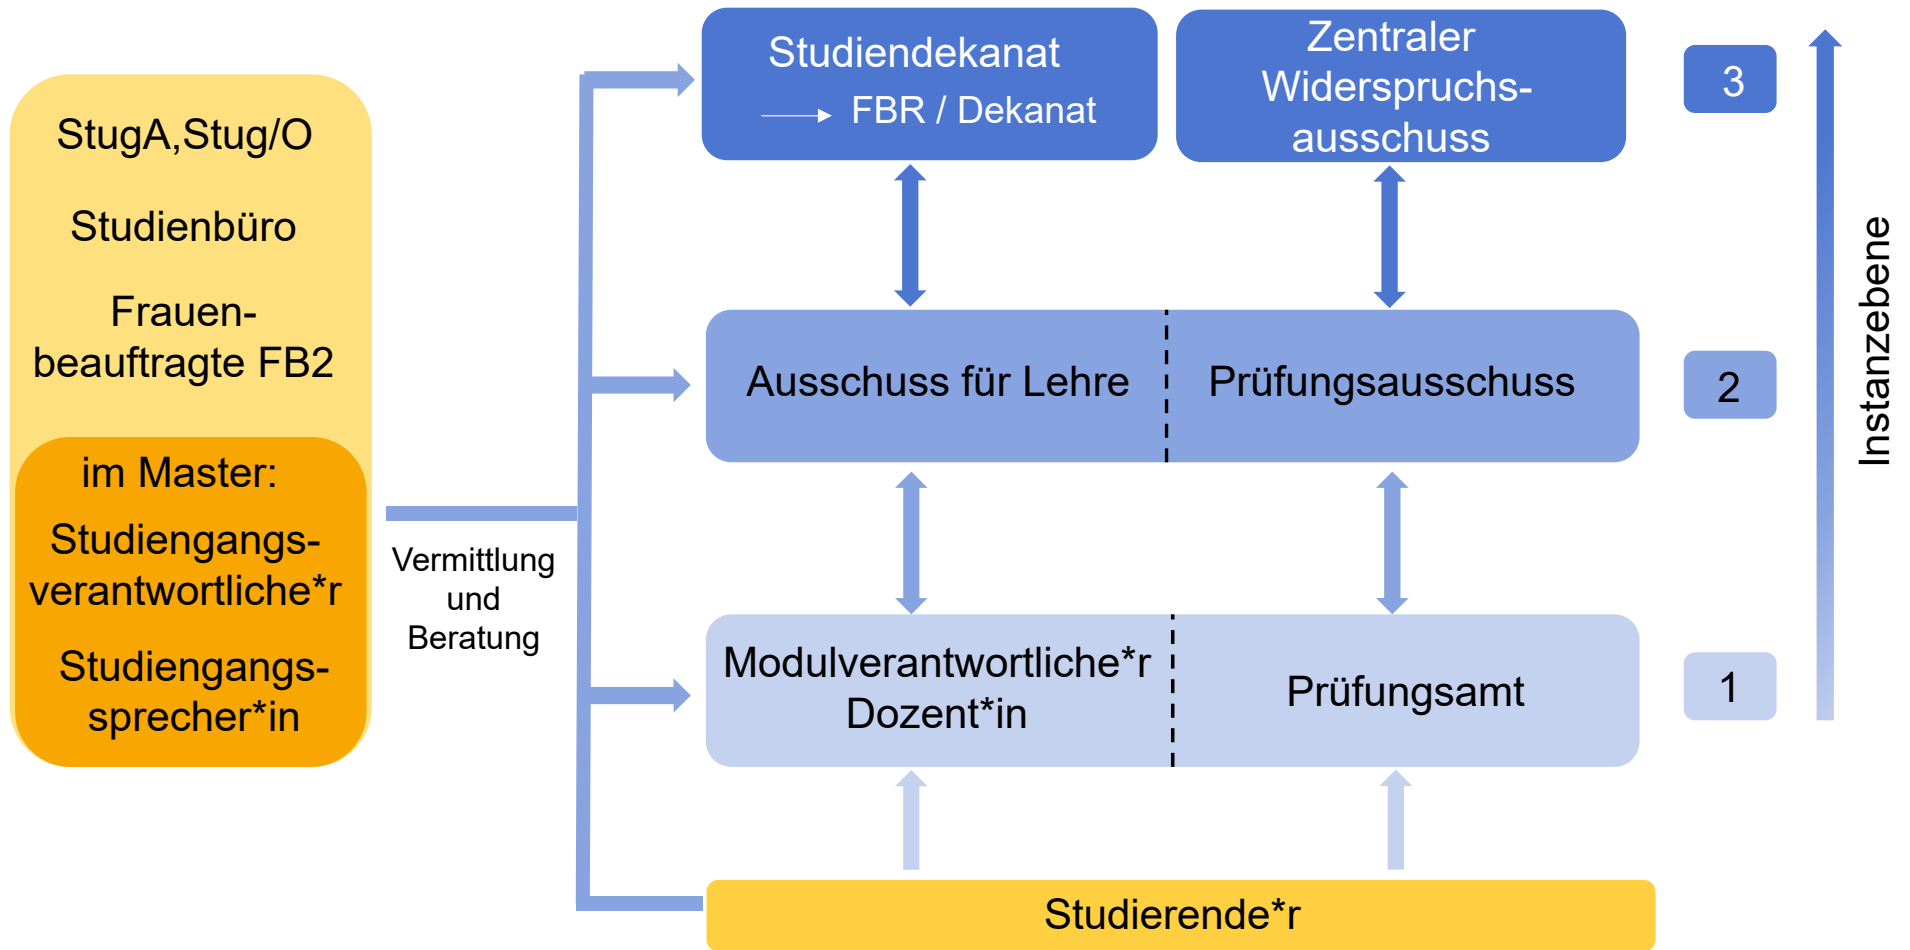 StugA,Stug/O
Studienbüro
Frauen-
beauftragte FB2
im Master:
Studiengangs-
verantwortliche*r
Studiengangs-
sprecher*in
Vermittlung
und
Beratung
Studiendekanat
FBR / Dekanat
Zentraler
Widerspruchs-
ausschuss
3
Ausschuss für Lehre
Prüfungsausschuss
2
Modulverantwortliche*r
Dozent*in
Prüfungsamt
1
Studierende*r
Instanzebene